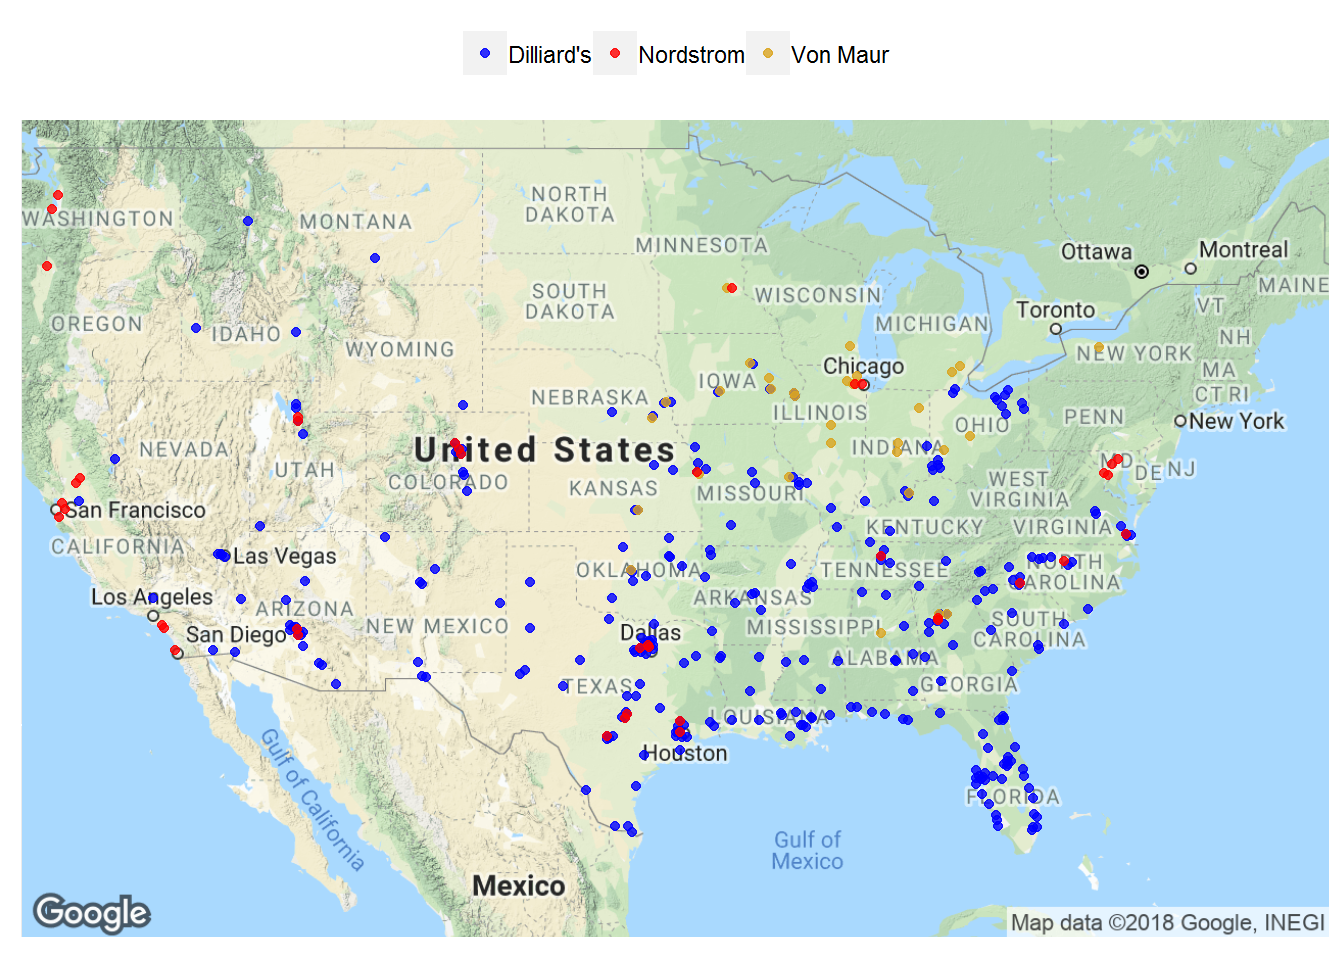 Dilliard's
Nordstrom
Von Maur
WASHINGTON
MONTANA
NORTH
DAKOTA
MINNESOTA
Ottawa
Montreal
MAINE
OREGON
IDAHO
WYOMING
SOUTH
DAKOTA
WISCONSIN
MICHIGAN
Toronto
VT
NH
NEW YORK
MA
CT RI
NEBRASKA
IOWA
Chicago
ILLINOIS
INDIANA
OHIO
PENN
New York
NEVADA
UTAH
United States
COLORADO
KANSAS
MISSOURI
WEST
VIRGINIA
MD
DE
NJ
San Francisco
CALIFORNIA
Las Vegas
KENTUCKY
VIRGINIA
Los Angeles
ARIZONA
NEW MEXICO
OKLAHOMA
ARKANSAS
TENNESSEE
NORTH
CAROLINA
San Diego
Dallas
MISSISSIPPI
ALABAMA
SOUTH
CAROLINA
TEXAS
LOUISIANA
GEORGIA
Houston
FLORIDA
Gulf of California
Gulf of
Mexico
Mexico
Google
Map data ©2018 Google, INEGI